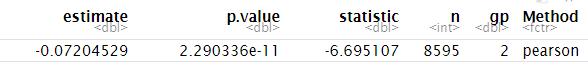 estimate p.value statistic n gp Method
<dbl> <dbl> <dbl> <int> <dbl> <fctr>
-0.07204529 2.290336e-11 -6.695107 8595 2 pearson